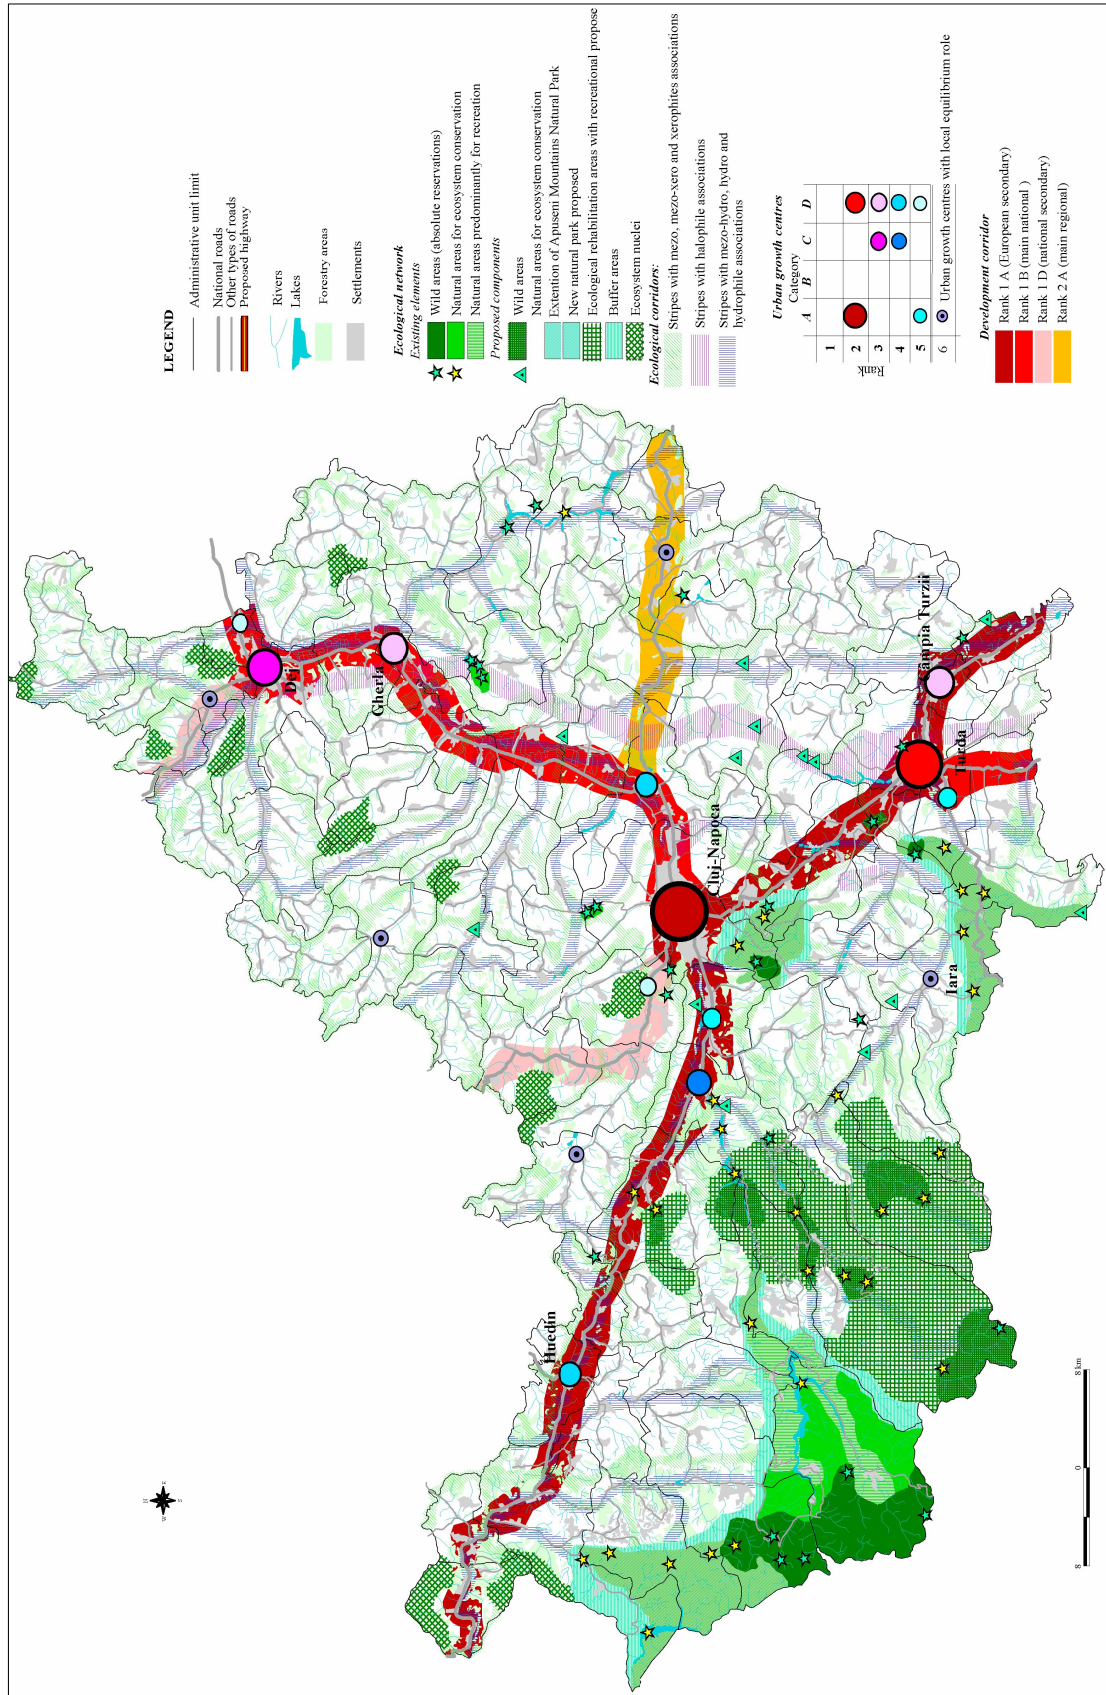 LEGEND
Administrative unit limit
National roads
Other types of roads
Proposed highway
Rivers
Lakes
Forestry areas
Settlements
Ecological network
Existing elements
Wild areas (absolute reservations)
Natural areas for ecosystem conservation
Natural areas predominantly for recreation
Proposed components
Wild areas
Natural areas for ecosystem conservation
Extention of Apuseni Mountains Natural Park
New natural park proposed
Ecological rehabilitation areas with recreational propose
Buffer areas
Ecosystem nuclei
Ecological corridors:
Stripes with mezo, mezo-xero and xerophites associations
Stripes with halophile associations
Stripes with mezo-hydro, hydro and
hydrophile associations
Urban growth centres
Category
A B C D
Rank
1
2
3
4
5
6 Urban growth centres with local equilibrium role
Development corridor
Rank 1 A (European secondary)
Rank 1 B (main national )
Rank 1 D (national secondary)
Rank 2 A (main regional)
Dej
Gherla
Cluj-Napoca
Huedin
Câmpia Turzii
Turda
Iara
N
E
S
W
8 0 8 km